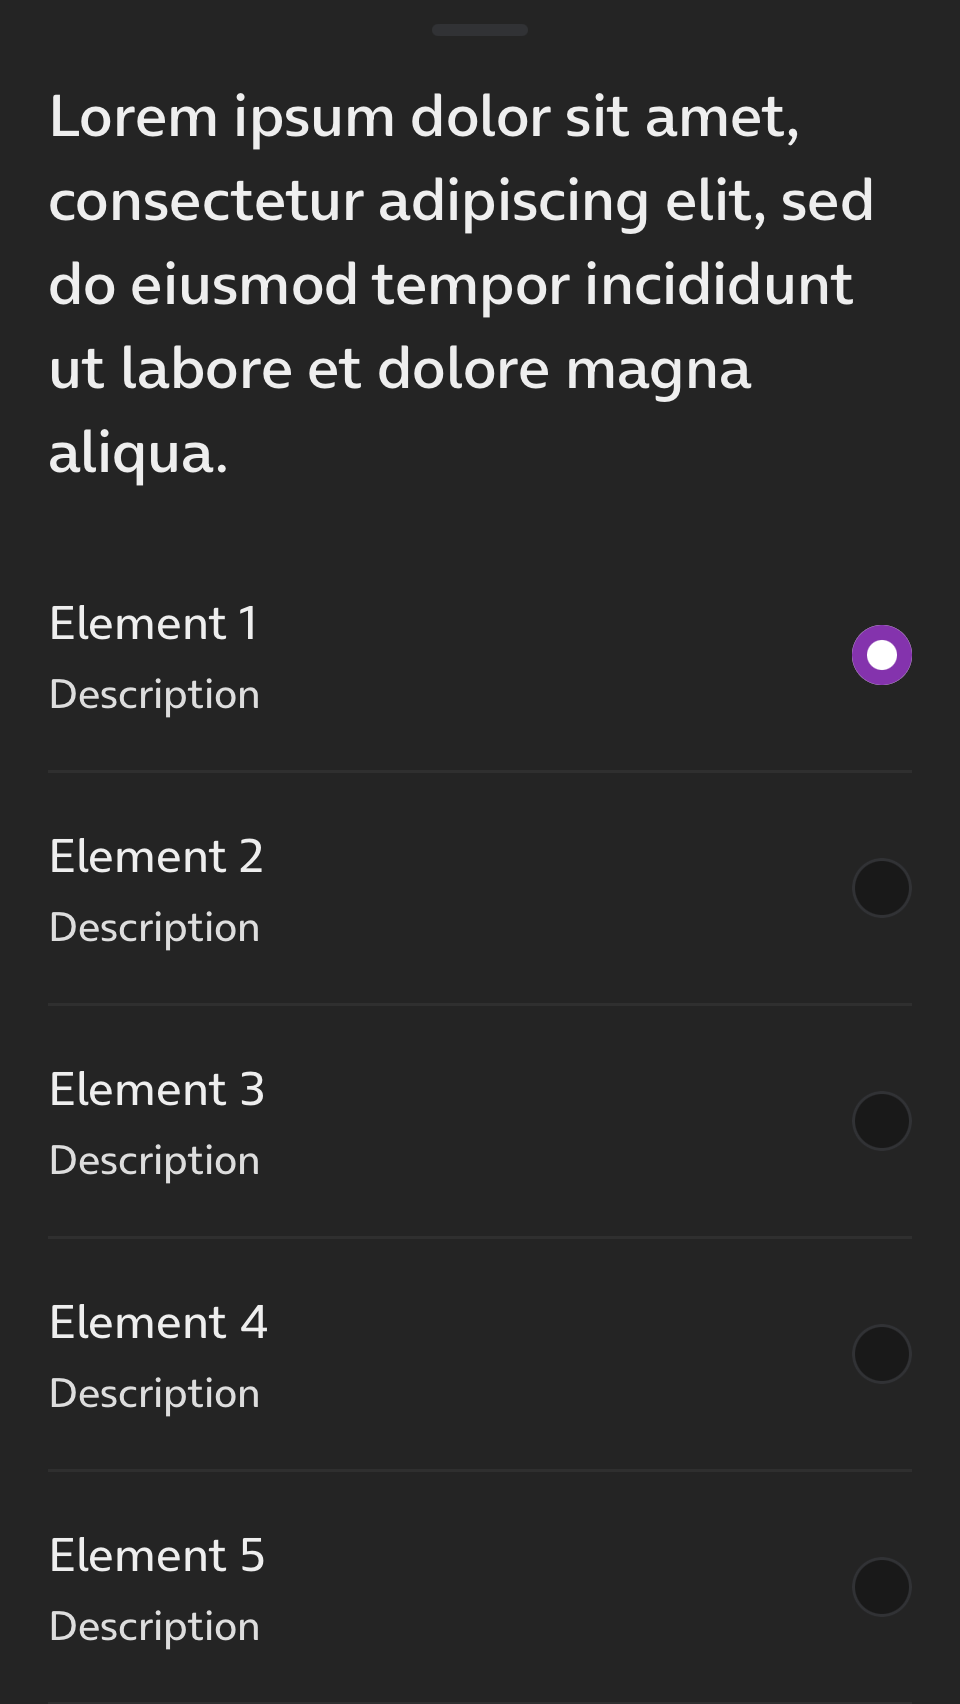 Lorem ipsum dolor sit amet,
consectetur adipiscing elit, sed
do eiusmod tempor incididunt
ut labore et dolore magna
aliqua.
Element 1
Description
Element 2
Description
Element 3
Description
Element 4
Description
Element 5
Description